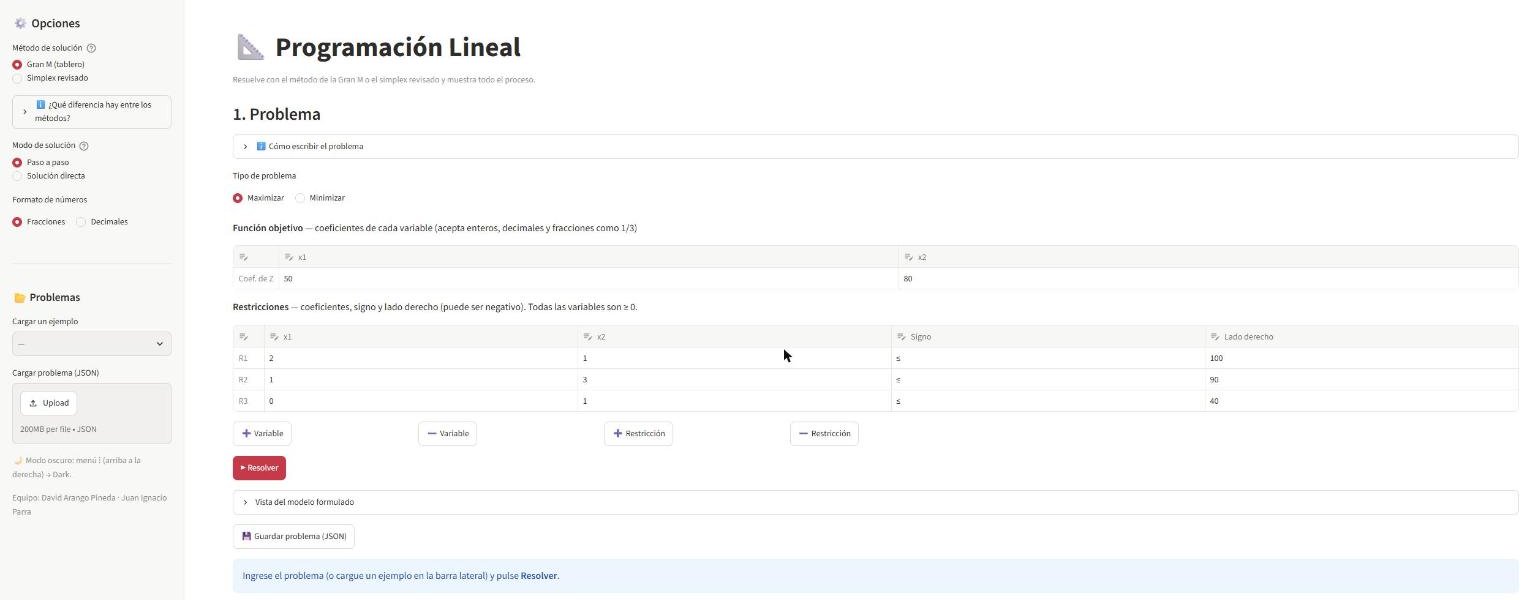 Opciones
Método de solución
Gran M (tablero)
Simplex revisado
¿Qué diferencia hay entre los
métodos?
Modo de solución
Paso a paso
Solución directa
Formato de números
Fracciones Decimales
Problemas
Cargar un ejemplo
—
Cargar problema (JSON)
Upload
200MB per file • JSON
Modo oscuro: menú ⋮ (arriba a la
derecha) → Dark.
Equipo: David Arango Pineda · Juan Ignacio
Parra
Programación Lineal
Resuelve con el método de la Gran M o el simplex revisado y muestra todo el proceso.
1. Problema
Cómo escribir el problema
Tipo de problema
Maximizar Minimizar
Función objetivo — coeficientes de cada variable (acepta enteros, decimales y fracciones como 1/3)
x1 x2
Coef. de Z 50 80
Restricciones — coeficientes, signo y lado derecho (puede ser negativo). Todas las variables son ≥ 0.
x1 x2 Signo Lado derecho
R1 2 1 ≤ 100
R2 1 3 ≤ 90
R3 0 1 ≤ 40
Variable Variable Restricción Restricción
Resolver
Vista del modelo formulado
Guardar problema (JSON)
Ingrese el problema (o cargue un ejemplo en la barra lateral) y pulse Resolver.